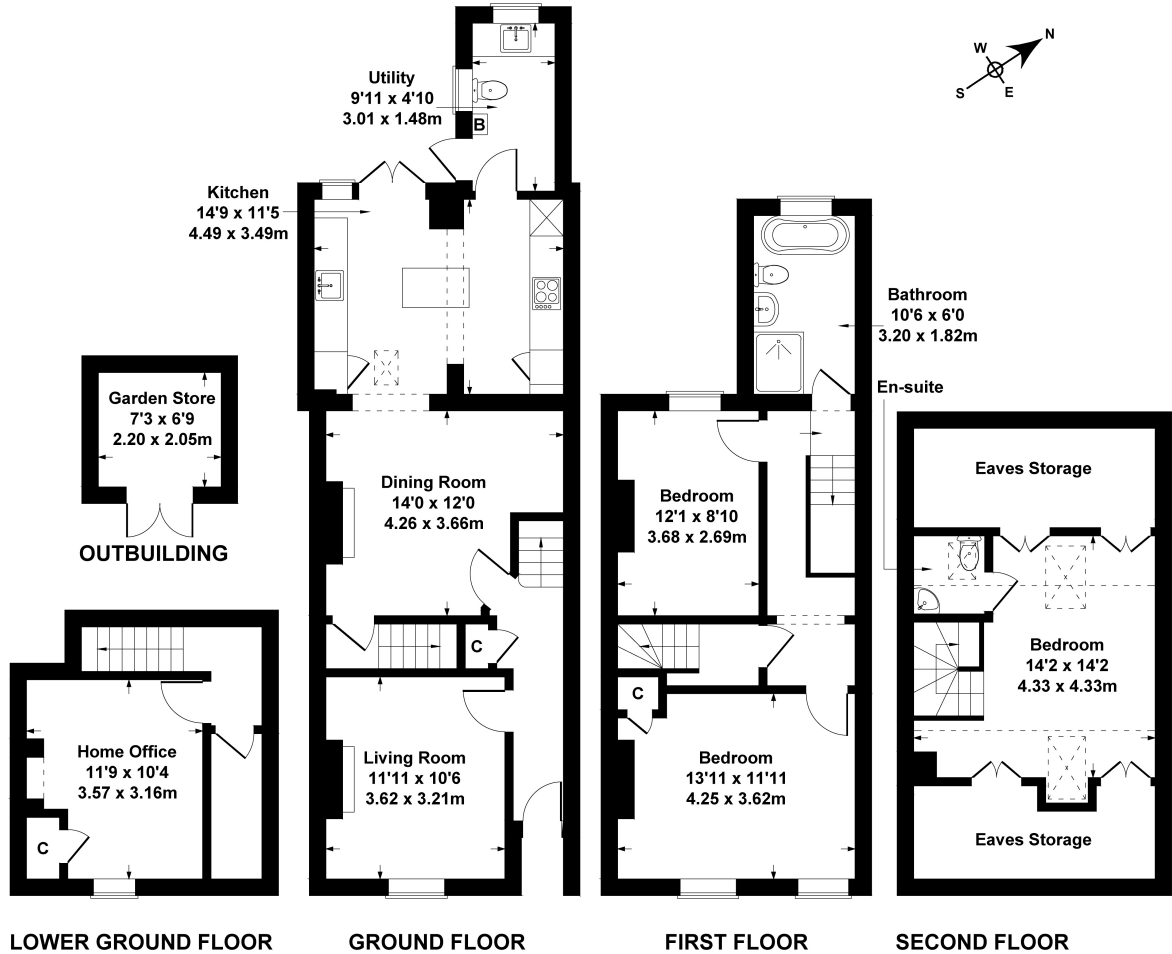 Utility
9'11 x 4'10
3.01 x 1.48m
B
N
W
S
E
Kitchen
14'9 x 11'5
4.49 x 3.49m
Bathroom
10'6 x 6'0
3.20 x 1.82m
En-suite
Garden Store
7'3 x 6'9
2.20 x 2.05m
OUTBUILDING
Dining Room
14'0 x 12'0
4.26 x 3.66m
Bedroom
12'1 x 8'10
3.68 x 2.69m
Eaves Storage
C
Bedroom
14'2 x 14'2
4.33 x 4.33m
C
Home Office
11'9 x 10'4
3.57 x 3.16m
C
Living Room
11'11 x 10'6
3.62 x 3.21m
Bedroom
13'11 x 11'11
4.25 x 3.62m
Eaves Storage
LOWER GROUND FLOOR
GROUND FLOOR
FIRST FLOOR
SECOND FLOOR